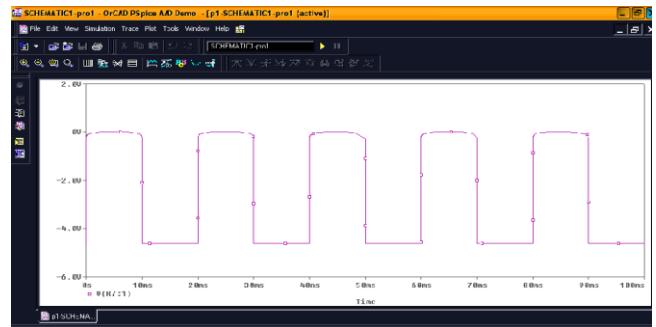 SCHEMATIC1-pro1 - OrCAD PSpice A/D Demo - [p1-SCHEMATIC1-pro1 (active)]
File Edit View Simulation Trace Plot Tools Window Help
SCHEMATIC1-pro1
2.0V
0V
-2.0V
-4.0V
-6.0V
0s 10ms 20ms 30ms 40ms 50ms 60ms 70ms 80ms 90ms 100ms
Time
p1-SCHEMA...